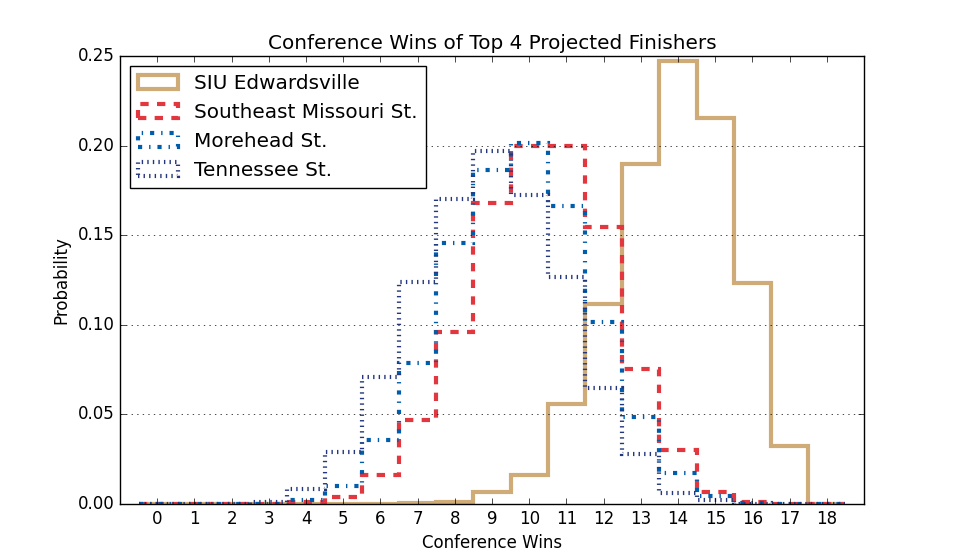 Conference Wins of Top 4 Projected Finishers
SIU Edwardsville
Southeast Missouri St.
Morehead St.
Tennessee St.
Probability
0.25
0.20
0.15
0.10
0.05
0.00
0 1 2 3 4 5 6 7 8 9 10 11 12 13 14 15 16 17 18
Conference Wins